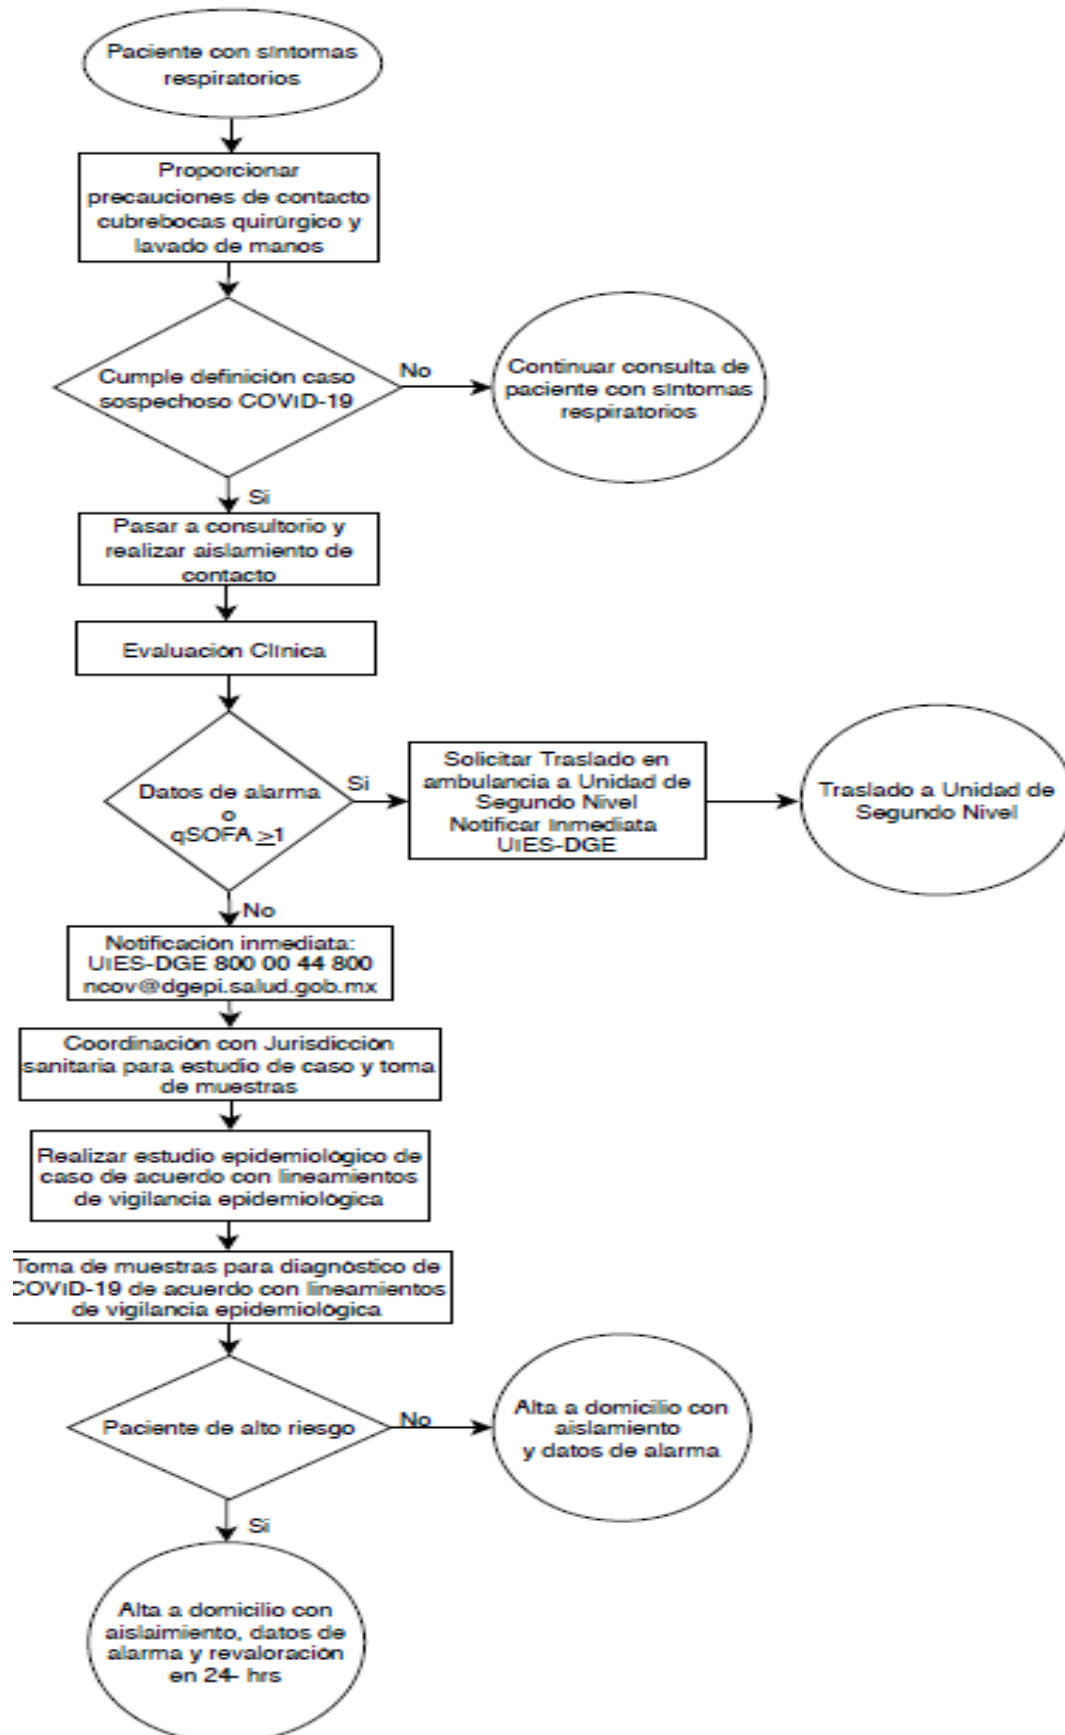 Paciente con síntomas
respiratorios
Proporcionar
precauciones de contacto
cubrebocas quirúrgico y
lavado de manos
Cumple definición caso
sospechoso COVID-19
No
Continuar consulta de
paciente con síntomas
respiratorios
Si
Pasar a consultorio y
realizar aislamiento de
contacto
Evaluación Clínica
Datos de alarma
o
qSOFA ≥1
Si
Solicitar Traslado en
ambulancia a Unidad de
Segundo Nivel
Notificar inmediata
UIES-DGE
Traslado a Unidad de
Segundo Nivel
No
Notificación inmediata:
UIES-DGE 800 00 44 800
ncov@dgepi.salud.gob.mx
Coordinación con Jurisdicción
sanitaria para estudio de caso y toma
de muestras
Realizar estudio epidemiológico de
caso de acuerdo con lineamientos
de vigilancia epidemiológica
Toma de muestras para diagnóstico de
COVID-19 de acuerdo con lineamientos
de vigilancia epidemiológica
Paciente de alto riesgo
No
Alta a domicilio con
aislamiento
y datos de alarma
Si
Alta a domicilio con
aislaimiento, datos de
alarma y revaloración
en 24- hrs